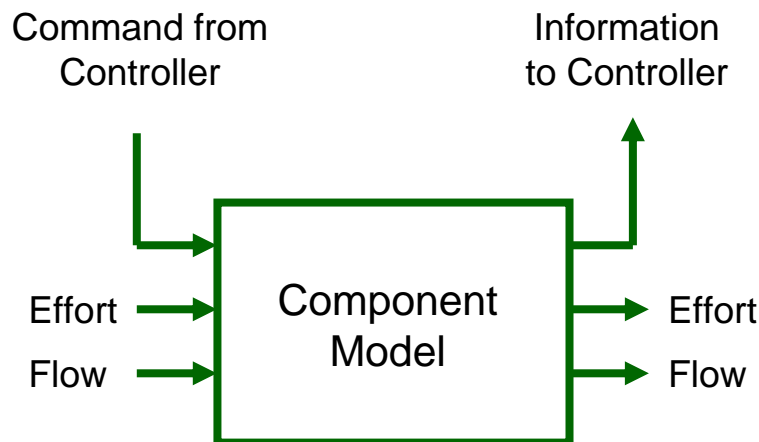 Command from
Controller
Information
to Controller
Effort
Flow
Component
Model
Effort
Flow